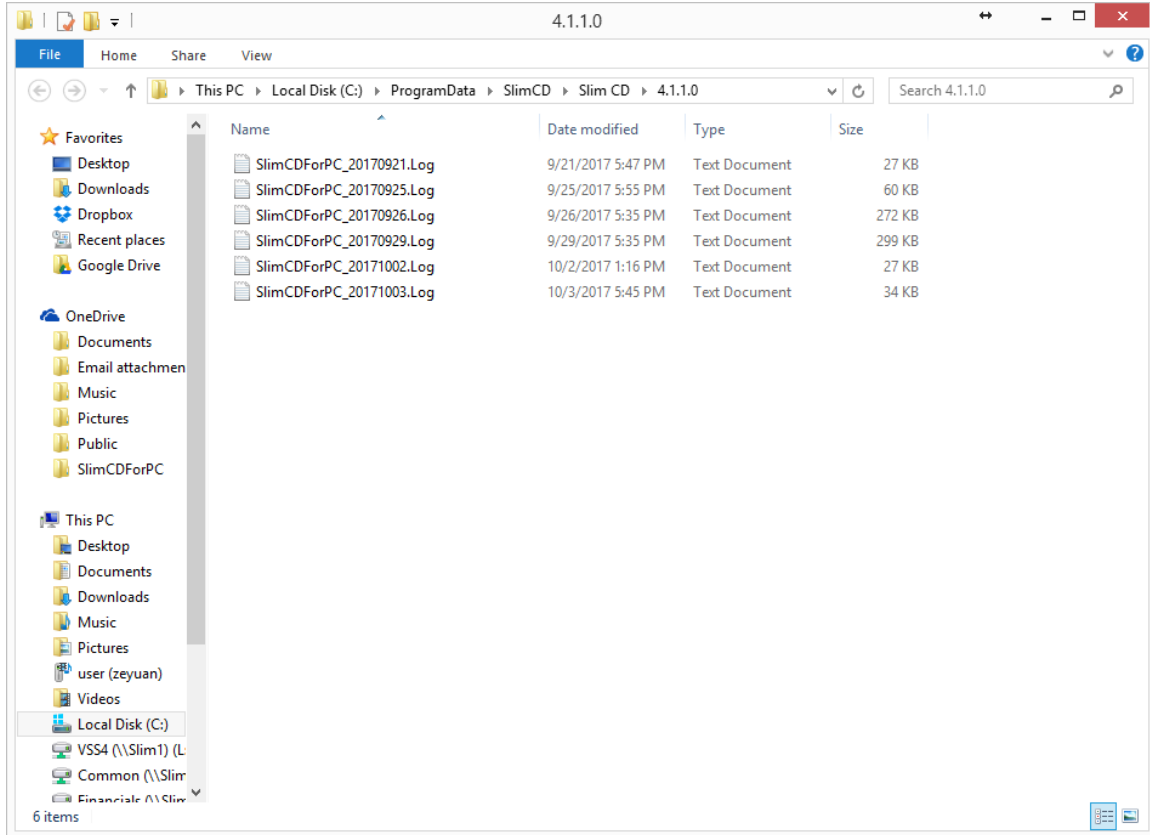 4.1.1.0
File Home Share View
This PC Local Disk (C:) ProgramData SlimCD Slim CD 4.1.1.0
Search 4.1.1.0
Name Date modified Type Size
SlimCDForPC_20170921.Log 9/21/2017 5:47 PM Text Document 27 KB
SlimCDForPC_20170925.Log 9/25/2017 5:55 PM Text Document 60 KB
SlimCDForPC_20170926.Log 9/26/2017 5:35 PM Text Document 272 KB
SlimCDForPC_20170929.Log 9/29/2017 5:35 PM Text Document 299 KB
SlimCDForPC_20171002.Log 10/2/2017 1:16 PM Text Document 27 KB
SlimCDForPC_20171003.Log 10/3/2017 5:45 PM Text Document 34 KB
Favorites
Desktop
Downloads
Dropbox
Recent places
Google Drive
OneDrive
Documents
Email attachmen
Music
Pictures
Public
SlimCDForPC
This PC
Desktop
Documents
Downloads
Music
Pictures
user (zeyuan)
Videos
Local Disk (C:)
VSS4 (\\Slim1) (L:
Common (\\Slim
Financials (\\Slim
6 items